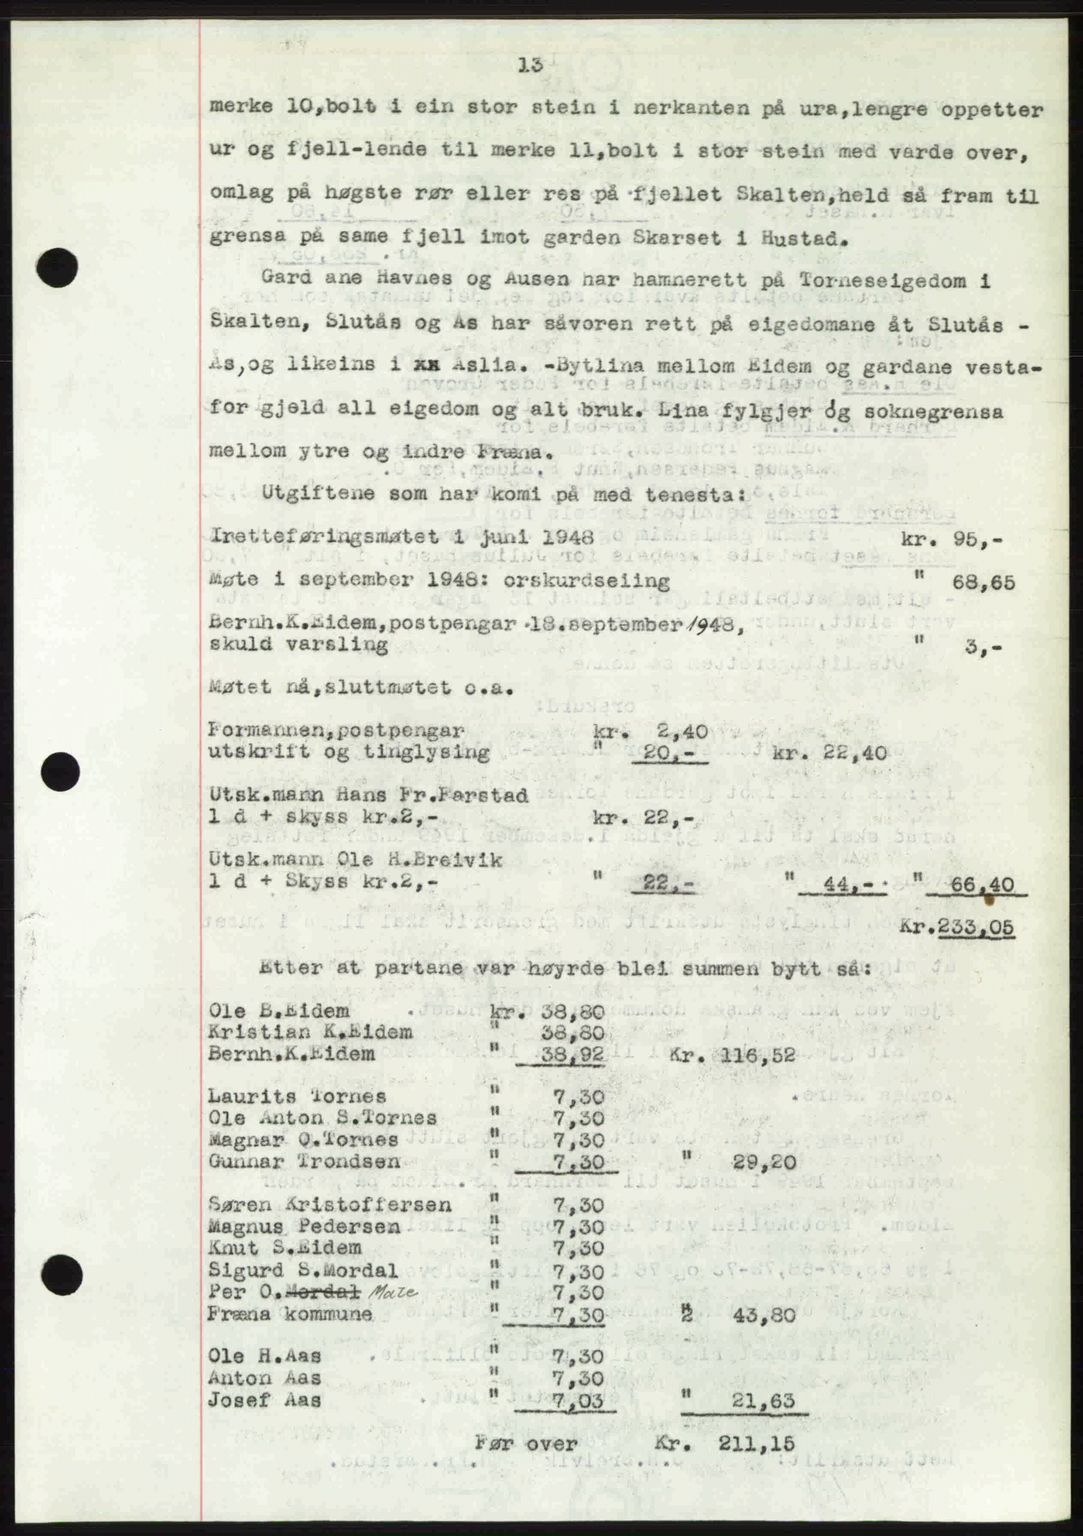 13
merke 10,bolt i ein stor stein i nerkanten på ura,lengre oppetter
ur og fjell-lende til merke 11,bolt i stor stein med varde over,
omlag på høgste rør eller res på fjellet Skalten,held så fram til
grensa på same fjell imot garden Skarset i Hustad.
Gard ane Havnes og Ausen har hamnerett på Torneseigedom i
Skalten, Slutås og Ås har såvoren rett på eigedomane åt Slutås -
Ås,og likeins i xx Åslia. -Bytlina mellom Eidem og gardane vesta-
for gjeld all eigedom og alt bruk. Lina fylgjer óg soknegrensa
mellom ytre og indre Fræna.
Utgiftene som har komi på med tenesta:
Iretteføringsmøtet i juni 1948 kr. 95,-
Møte i september 1948: orskurdseiing " 68,65
Bernh.K.Eidem,postpengar 18.september 1948,
skuld varsling " 3,-
Møtet nå,sluttmøtet o.a.
Formannen,postpengar kr. 2,40
utskrift og tinglysing " 20,- kr. 22,40
Utsk.mann Hans Fr.Farstad
1 d + skyss kr.2,- kr. 22,-
Utsk.mann Ole H.Breivik
1 d + Skyss kr.2,- " 22,- " 44,- " 66,40
Kr.233,05
Etter at partane var høyrde blei summen bytt så:
Ole B.Eidem kr. 38,80
Kristian K.Eidem " 38,80
Bernh.K.Eidem " 38,92 Kr. 116,52
Laurits Tornes " 7,30
Ole Anton S.Tornes " 7,30
Magnar O.Tornes " 7,30
Gunnar Trondsen " 7,30 " 29,20
Søren Kristoffersen " 7,30
Magnus Pedersen " 7,30
Knut S.Eidem " 7,30
Sigurd S.Mordal " 7,30
Per O.Mordal Male " 7,30
Fræna kommune " 7,30 " 43,80
Ole H.Aas " 7,30
Anton Aas " 7,30
Josef Aas " 7,03 " 21,63
Før over Kr. 211,15